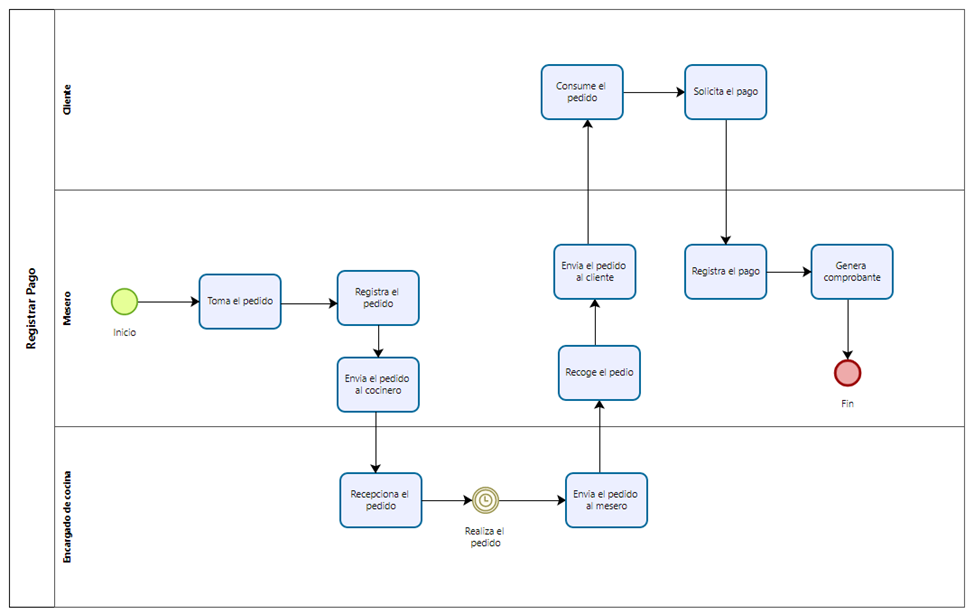 Registrar Pago
Cliente
Consume el
pedido
Solicita el pago
Mesero
Inicio
Toma el pedido
Registra el
pedido
Envia el pedido
al cocinero
Envia el pedido
al cliente
Recoge el pedio
Registra el pago
Genera
comprobante
Fin
Encargado de cocina
Recepciona el
pedido
Realiza el
pedido
Envia el pedido
al mesero